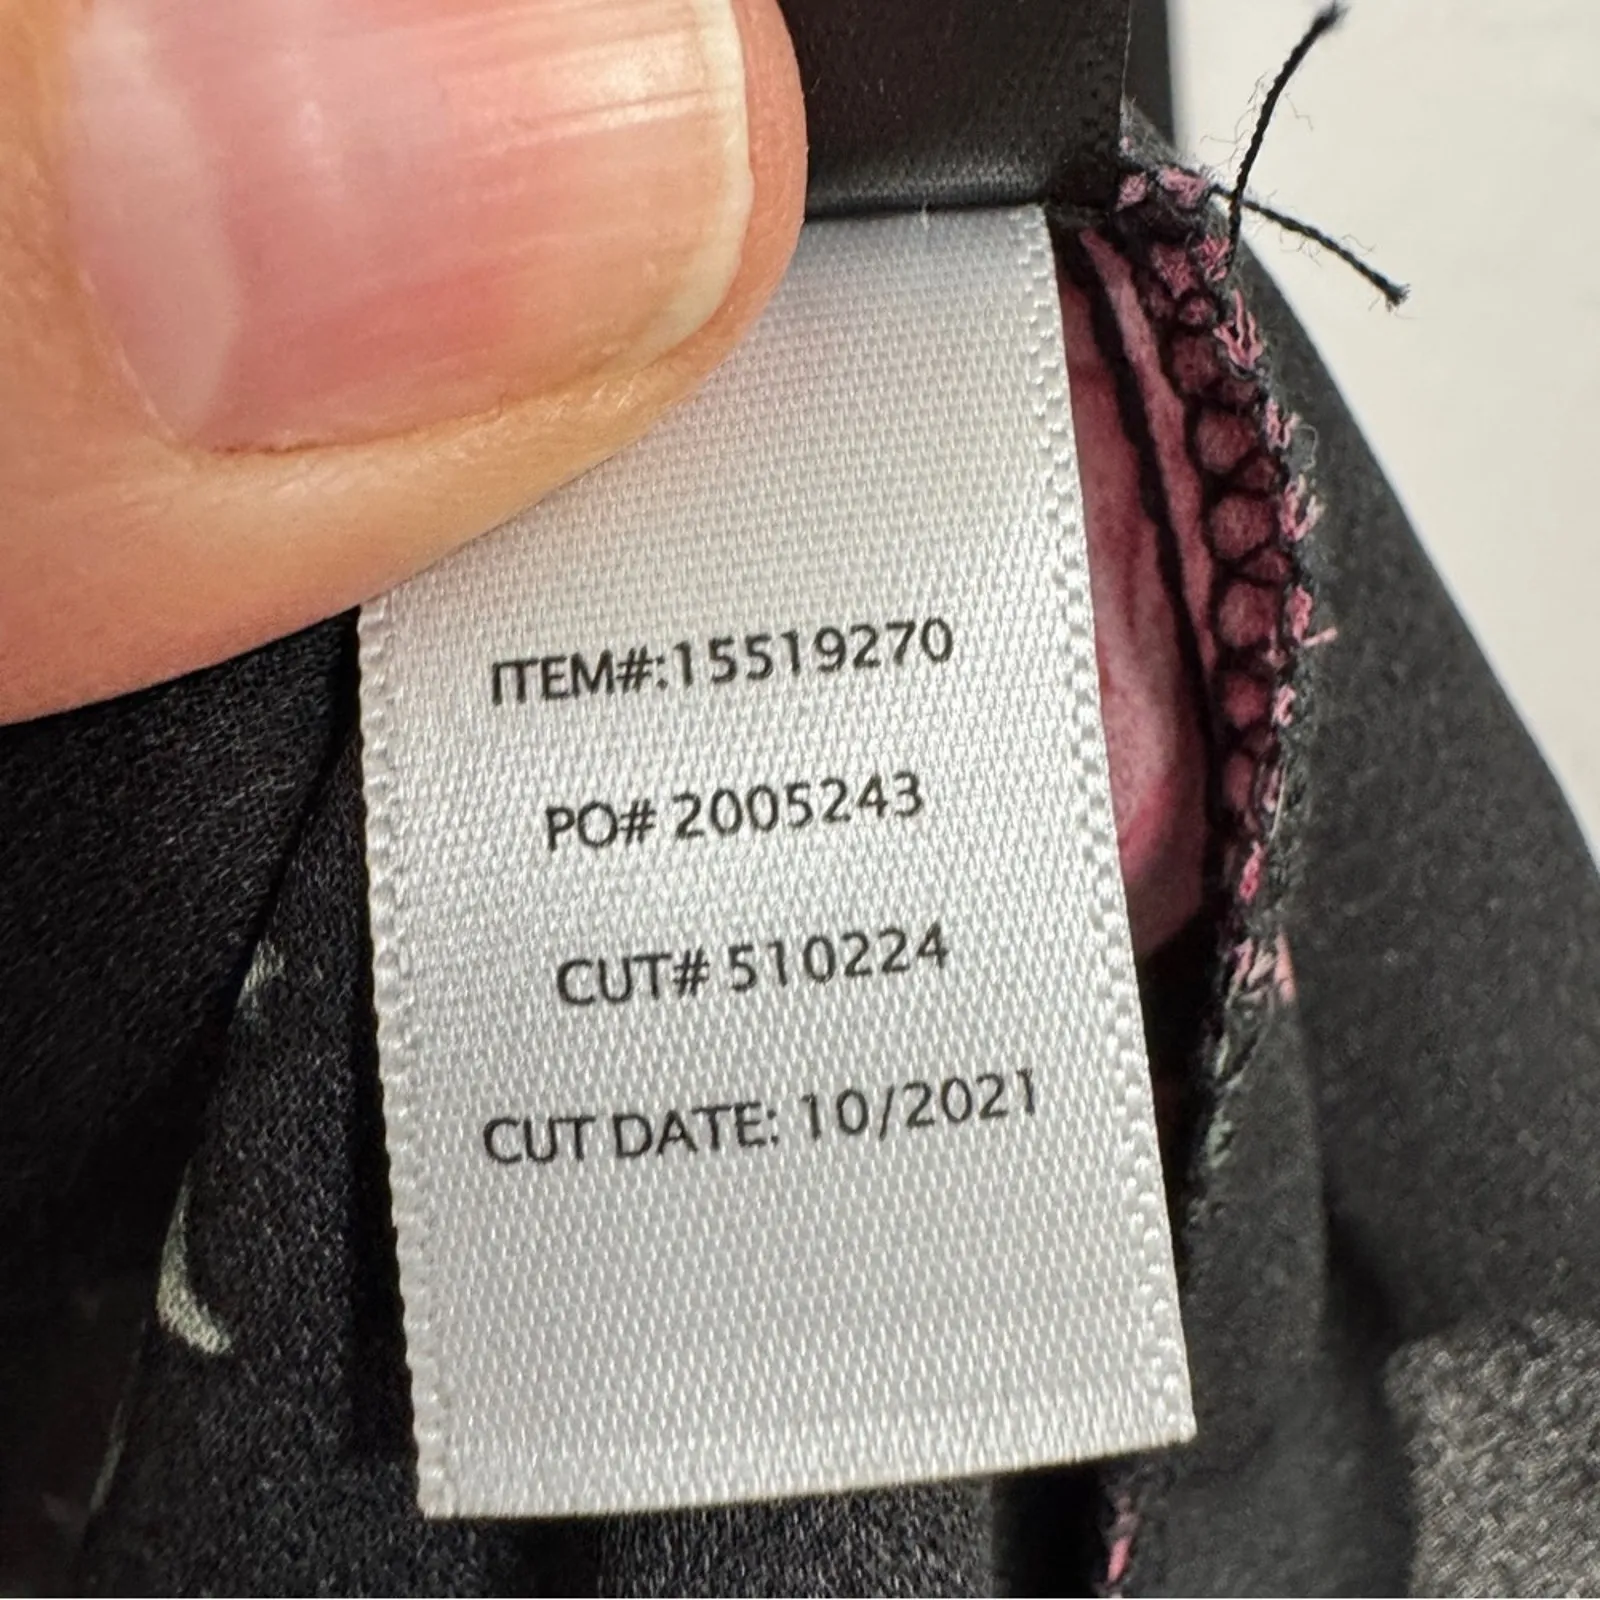 ITEM#:15519270
PO# 2005243
CUT# 510224
CUT DATE: 10/2021